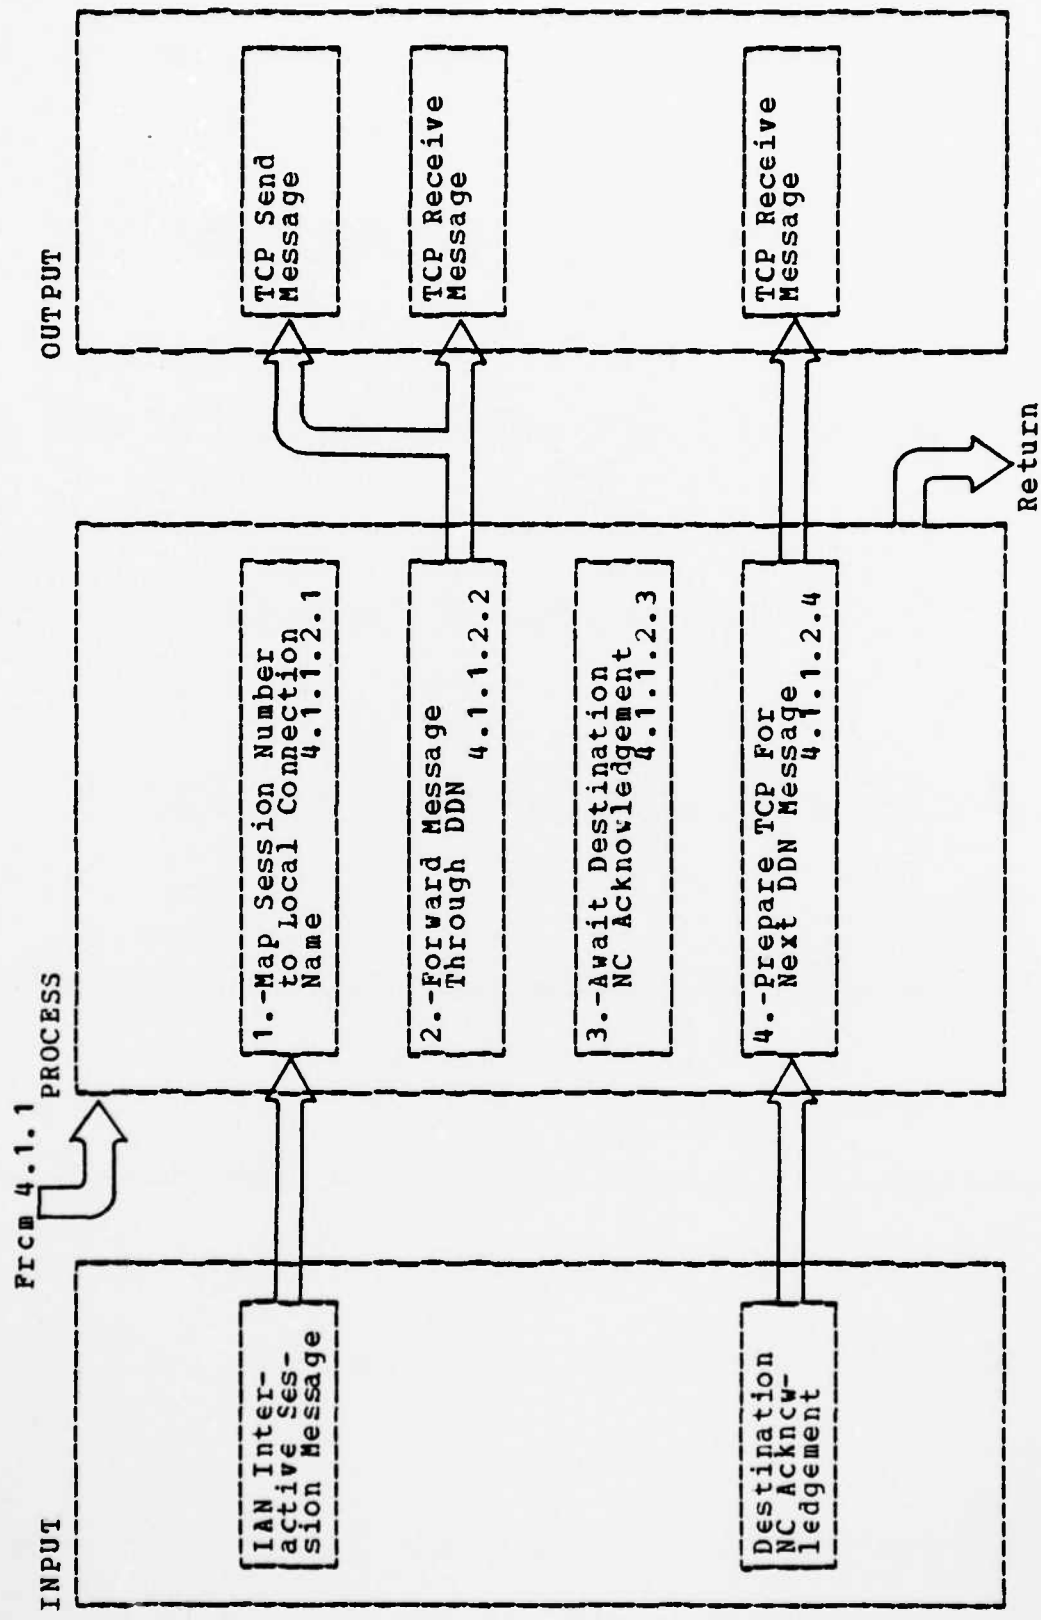 From 4.1.1
INPUT
IAN Inter-
active Ses-
sion Message
Destination
NC Acknow-
ledgement
PROCESS
1.-Map Session Number
to Local Connection
Name 4.1.1.2.1
2.-Forward Message
Through DDN
4.1.1.2.2
3.-Await Destination
NC Acknowledgement
4.1.1.2.3
4.-Prepare TCP For
Next DDN Message
4.1.1.2.4
OUTPUT
TCP Send
Message
TCP Receive
Message
TCP Receive
Message
Return